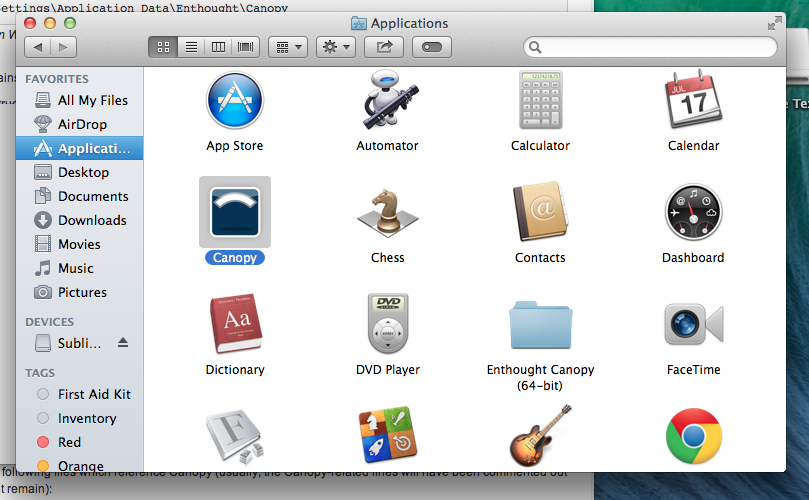 Settings\Application Data\Enthought\Canopy
Applications
FAVORITES
All My Files
AirDrop
Applicati...
Desktop
Documents
Downloads
Movies
Music
Pictures
DEVICES
Subli...
TAGS
First Aid Kit
Inventory
Red
Orange
App Store
Automator
12374218.75
Calculator
JUL
17
Calendar
Canopy
Chess
@
Contacts
Dashboard
Aa
Dictionary
DVD
DVD Player
Enthought Canopy
(64-bit)
FaceTime
F
following files which reference Canopy (usually, the Canopy-related lines will have been commented out
t remain):